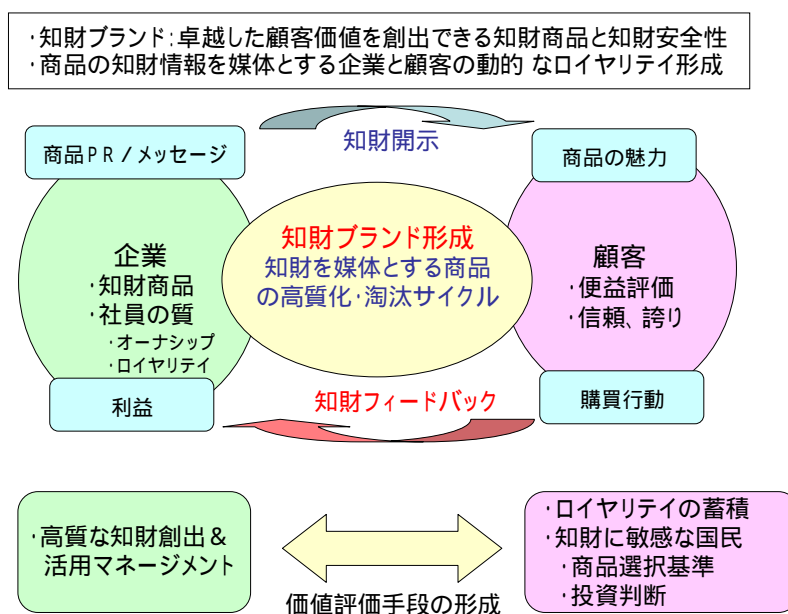 ・知財ブランド:卓越した顧客価値を創出できる知財商品と知財安全性
・商品の知財情報を媒体とする企業と顧客の動的 なロイヤリテイ形成
商品PR/メッセージ
知財開示
商品の魅力
企業
・知財商品
・社員の質
・オーナシップ
・ロイヤリテイ
知財ブランド形成
知財を媒体とする商品
の高質化・淘汰サイクル
顧客
・便益評価
・信頼、誇り
利益
知財フィードバック
購買行動
・高質な知財創出&
活用マネージメント
価値評価手段の形成
・ロイヤリテイの蓄積
・知財に敏感な国民
・商品選択基準
・投資判断